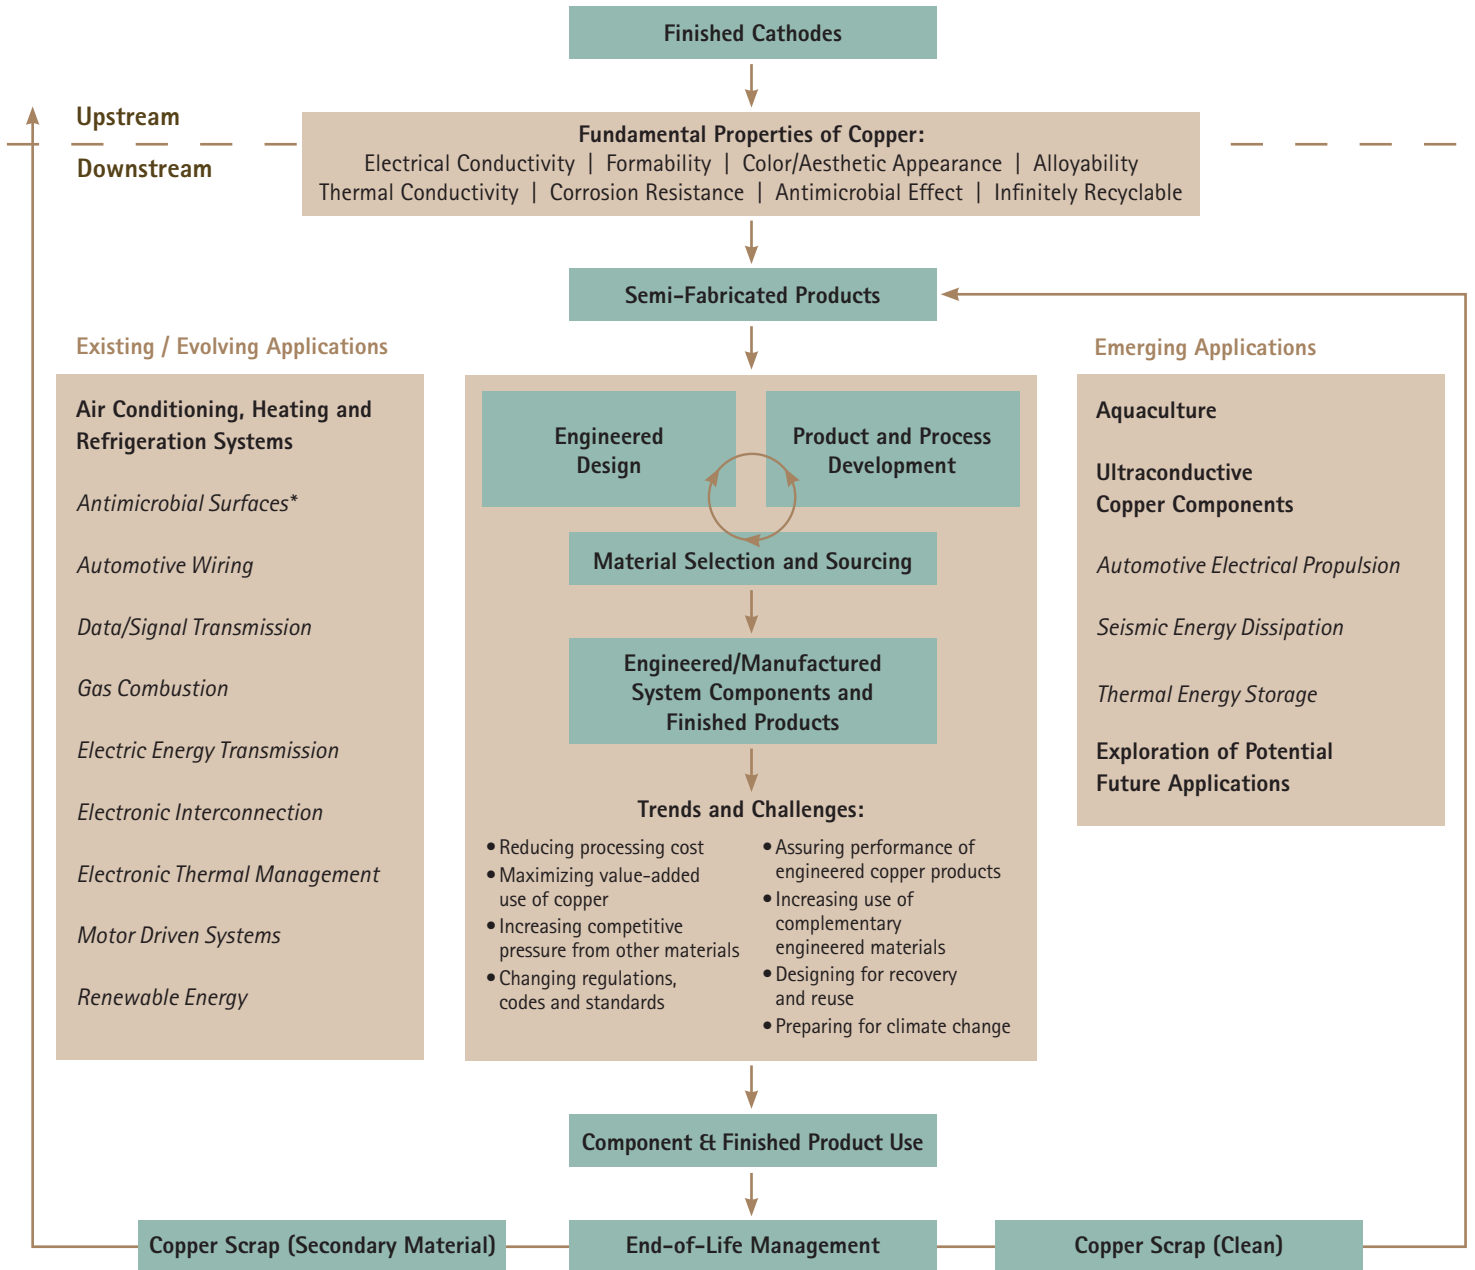 Finished Cathodes
Upstream
Downstream
Fundamental Properties of Copper:
Electrical Conductivity | Formability | Color/Aesthetic Appearance | Alloyability
Thermal Conductivity | Corrosion Resistance | Antimicrobial Effect | Infinitely Recyclable
Semi-Fabricated Products
Existing / Evolving Applications
Air Conditioning, Heating and
Refrigeration Systems
Antimicrobial Surfaces*
Automotive Wiring
Data/Signal Transmission
Gas Combustion
Electric Energy Transmission
Electronic Interconnection
Electronic Thermal Management
Motor Driven Systems
Renewable Energy
Engineered
Design
Product and Process
Development
Material Selection and Sourcing
Engineered/Manufactured
System Components and
Finished Products
Trends and Challenges:
• Reducing processing cost
• Maximizing value-added
use of copper
• Increasing competitive
pressure from other materials
• Changing regulations,
codes and standards
• Assuring performance of
engineered copper products
• Increasing use of
complementary
engineered materials
• Designing for recovery
and reuse
• Preparing for climate change
Emerging Applications
Aquaculture
Ultraconductive
Copper Components
Automotive Electrical Propulsion
Seismic Energy Dissipation
Thermal Energy Storage
Exploration of Potential
Future Applications
Component & Finished Product Use
Copper Scrap (Secondary Material)
End-of-Life Management
Copper Scrap (Clean)